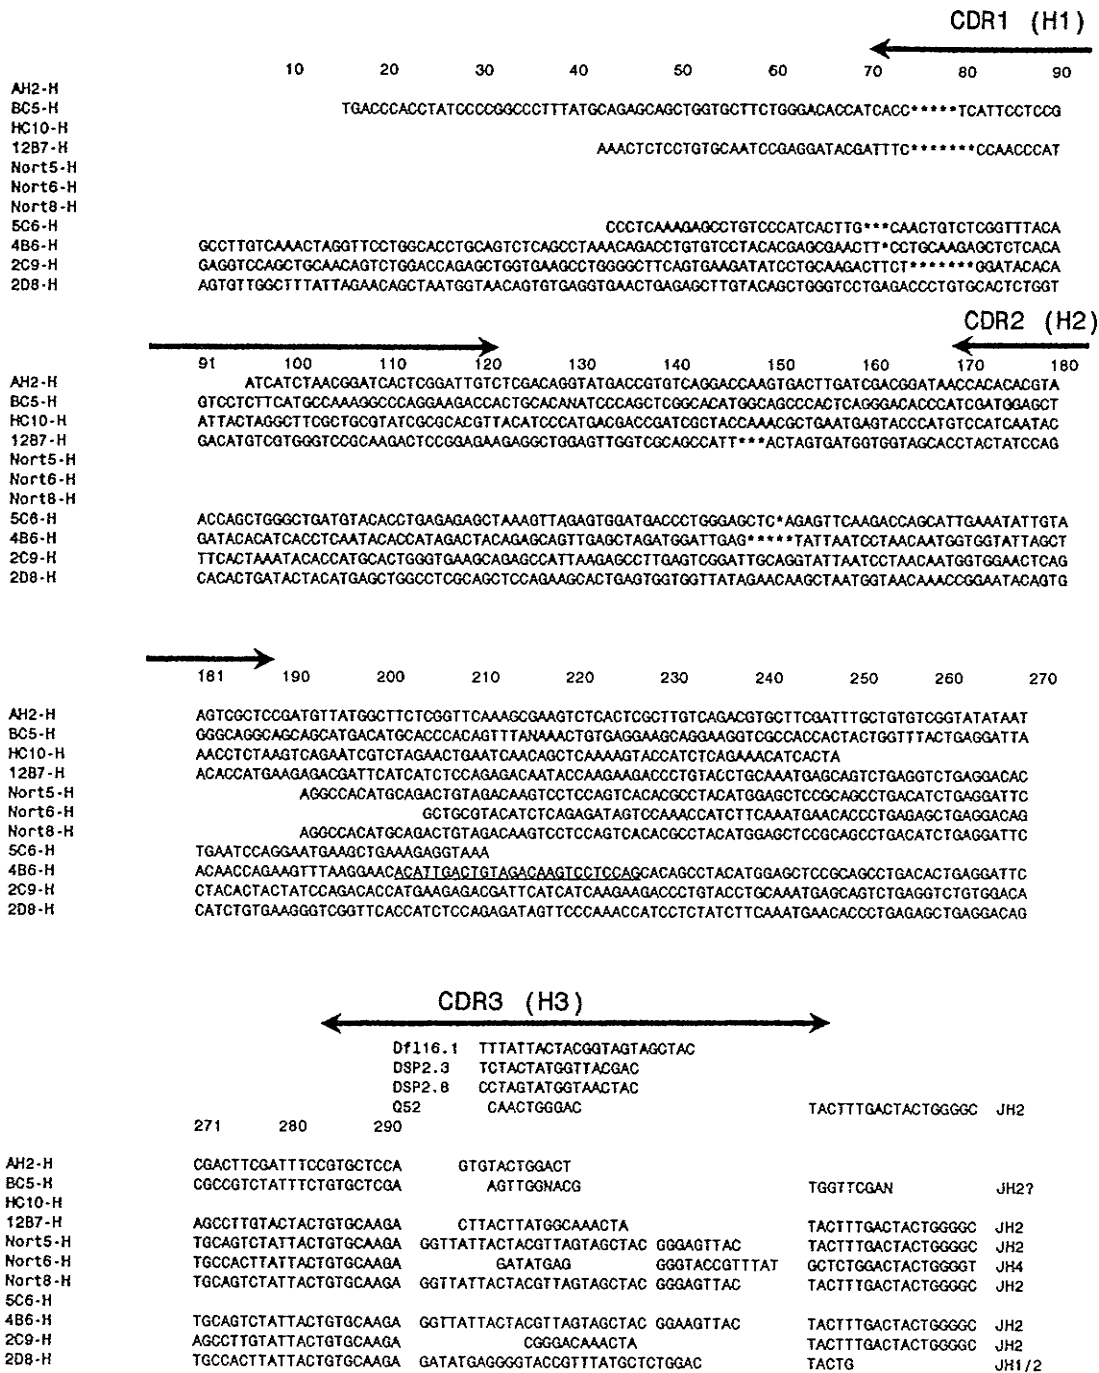 CDR1 (H1)
10 20 30 40 50 60 70 80 90
AH2-H
BC5-H TGACCCACCTATCCCCGGCCCTTTATGCAGAGCAGCTGGTGCTTCTGGGACACCATCACC*****TCATTCCTCCG
HC10-H
12B7-H AAACTCTCCTGTGCAATCCGAGGATACGATTTC*******CCAACCCAT
Nort5-H
Nort6-H
Nort8-H
5C6-H CCCTCAAAGAGCCTGTCCCATCACTTG***CAACTGTCTCGGTTTACA
4B6-H GCCTTGTCAAACTAGGTTCCTGGCACCTGCAGTCTCAGCCTAAACAGACCTGTGTCCTACACGAGCGAACTT*CCTGCAAGAGCTCTCACA
2C9-H GAGGTCCAGCTGCAACAGTCTGGACCAGAGCTGGTGAAGCCTGGGGCTTCAGTGAAGATATCCTGCAAGACTTCT*******GGATACACA
2D8-H AGTGTTGGCTTTATTAGAACAGCTAATGGTAACAGTGTGAGGTGAACTGAGAGCTTGTACAGCTGGGTCCTGAGACCCTGTGCACTCTGGT
CDR2 (H2)
91 100 110 120 130 140 150 160 170 180
AH2-H ATCATCTAACGGATCACTCGGATTGTCTCGACAGGTATGACCGTGTCAGGACCAAGTGACTTGATCGACGGATAACCACACACGTA
BC5-H GTCCTCTTCATGCCAAAGGCCCAGGAAGACCACTGCACANATCCCAGCTCGGCACATGGCAGCCCACTCAGGGACACCCATCGATGGAGCT
HC10-H ATTACTAGGCTTCGCTGCGTATCGCGCACGTTACATCCCATGACGACCGATCGCTACCAAACGCTGAATGAGTACCCATGTCCATCAATAC
12B7-H GACATGTCGTGGGTCCGCAAGACTCCGGAGAAGAGGCTGGAGTTGGTCGCAGCCATT***ACTAGTGATGGTGGTAGCACCTACTATCCAG
Nort5-H
Nort6-H
Nort8-H
5C6-H ACCAGCTGGGCTGATGTACACCTGAGAGAGCTAAAGTTAGAGTGGATGACCCTGGGAGCTC*AGAGTTCAAGACCAGCATTGAAATATTGTA
4B6-H GATACACATCACCTCAATACACCATAGACTACAGAGCAGTTGAGCTAGATGGATTGAG*****TATTAATCCTAACAATGGTGGTATTAGCT
2C9-H TTCACTAAATACACCATGCACTGGGTGAAGCAGAGCCATTAAGAGCCTTGAGTCGGATTGCAGGTATTAATCCTAACAATGGTGGAACTCAG
2D8-H CACACTGATACTACATGAGCTGGCCTCGCAGCTCCAGAAGCACTGAGTGGTGGTTATAGAACAAGCTAATGGTAACAAACCGGAATACAGTG
181 190 200 210 220 230 240 250 260 270
AH2-H AGTCGCTCCGATGTTATGGCTTCTCGGTTCAAAGCGAAGTCTCACTCGCTTGTCAGACGTGCTTCGATTTGCTGTGTCGGTATATAAT
BC5-H GGGCAGGCAGCAGCATGACATGCACCCACAGTTTANAAACTGTGAGGAAGCAGGAAGGTCGCCACCACTACTGGTTTACTGAGGATTA
HC10-H AACCTCTAAGTCAGAATCGTCTAGAACTGAATCAACAGCTCAAAAGTACCATCTCAGAAACATCACTA
12B7-H ACACCATGAAGAGACGATTCATCATCTCCAGAGACAATACCAAGAAGACCCTGTACCTGCAAATGAGCAGTCTGAGGTCTGAGGACAC
Nort5-H AGGCCACATGCAGACTGTAGACAAGTCCTCCAGTCACACGCCTACATGGAGCTCCGCAGCCTGACATCTGAGGATTC
Nort6-H GCTGCGTACATCTCAGAGATAGTCCAAACCATCTTCAAATGAACACCCTGAGAGCTGAGGACAG
Nort8-H AGGCCACATGCAGACTGTAGACAAGTCCTCCAGTCACACGCCTACATGGAGCTCCGCAGCCTGACATCTGAGGATTC
5C6-H TGAATCCAGGAATGAAGCTGAAAGAGGTAAA
4B6-H ACAACCAGAAGTTTAAGGAACACATTGACTGTAGACAAGTCCTCCAGCACAGCCTACATGGAGCTCCGCAGCCTGACACTGAGGATTC
2C9-H CTACACTACTATCCAGACACCATGAAGAGACGATTCATCATCAAGAAGACCCTGTACCTGCAAATGAGCAGTCTGAGGTCTGTGGACA
2D8-H CATCTGTGAAGGGTCGGTTCACCATCTCCAGAGATAGTTCCCAAACCATCCTCTATCTTCAAATGAACACCCTGAGAGCTGAGGACAG
CDR3 (H3)
Dfl16.1 TTTATTACTACGGTAGTAGCTAC
DSP2.3 TCTACTATGGTTACGAC
DSP2.8 CCTAGTATGGTAACTAC
Q52 CAACTGGGAC TACTTTGACTACTGGGGC JH2
271 280 290
AH2-H CGACTTCGATTTCCGTGCTCCA GTGTACTGGACT
BC5-H CGCCGTCTATTTCTGTGCTCGA AGTTGGNACG TGGTTCGAN JH2?
HC10-H
12B7-H AGCCTTGTACTACTGTGCAAGA CTTACTTATGGCAAACTA TACTTTGACTACTGGGGC JH2
Nort5-H TGCAGTCTATTACTGTGCAAGA GGTTATTACTACGTTAGTAGCTAC GGGAGTTAC TACTTTGACTACTGGGGC JH2
Nort6-H TGCCACTTATTACTGTGCAAGA GATATGAG GGGTACCGTTTAT GCTCTGGACTACTGGGGT JH4
Nort8-H TGCAGTCTATTACTGTGCAAGA GGTTATTACTACGTTAGTAGCTAC GGGAGTTAC TACTTTGACTACTGGGGC JH2
5C6-H
4B6-H TGCAGTCTATTACTGTGCAAGA GGTTATTACTACGTTAGTAGCTAC GGAAGTTAC TACTTTGACTACTGGGGC JH2
2C9-H AGCCTTGTATTACTGTGCAAGA CGGGACAAACTA TACTTTGACTACTGGGGC JH2
2D8-H TGCCACTTATTACTGTGCAAGA GATATGAGGGGTACCGTTTATGCTCTGGAC TACTG JH1/2